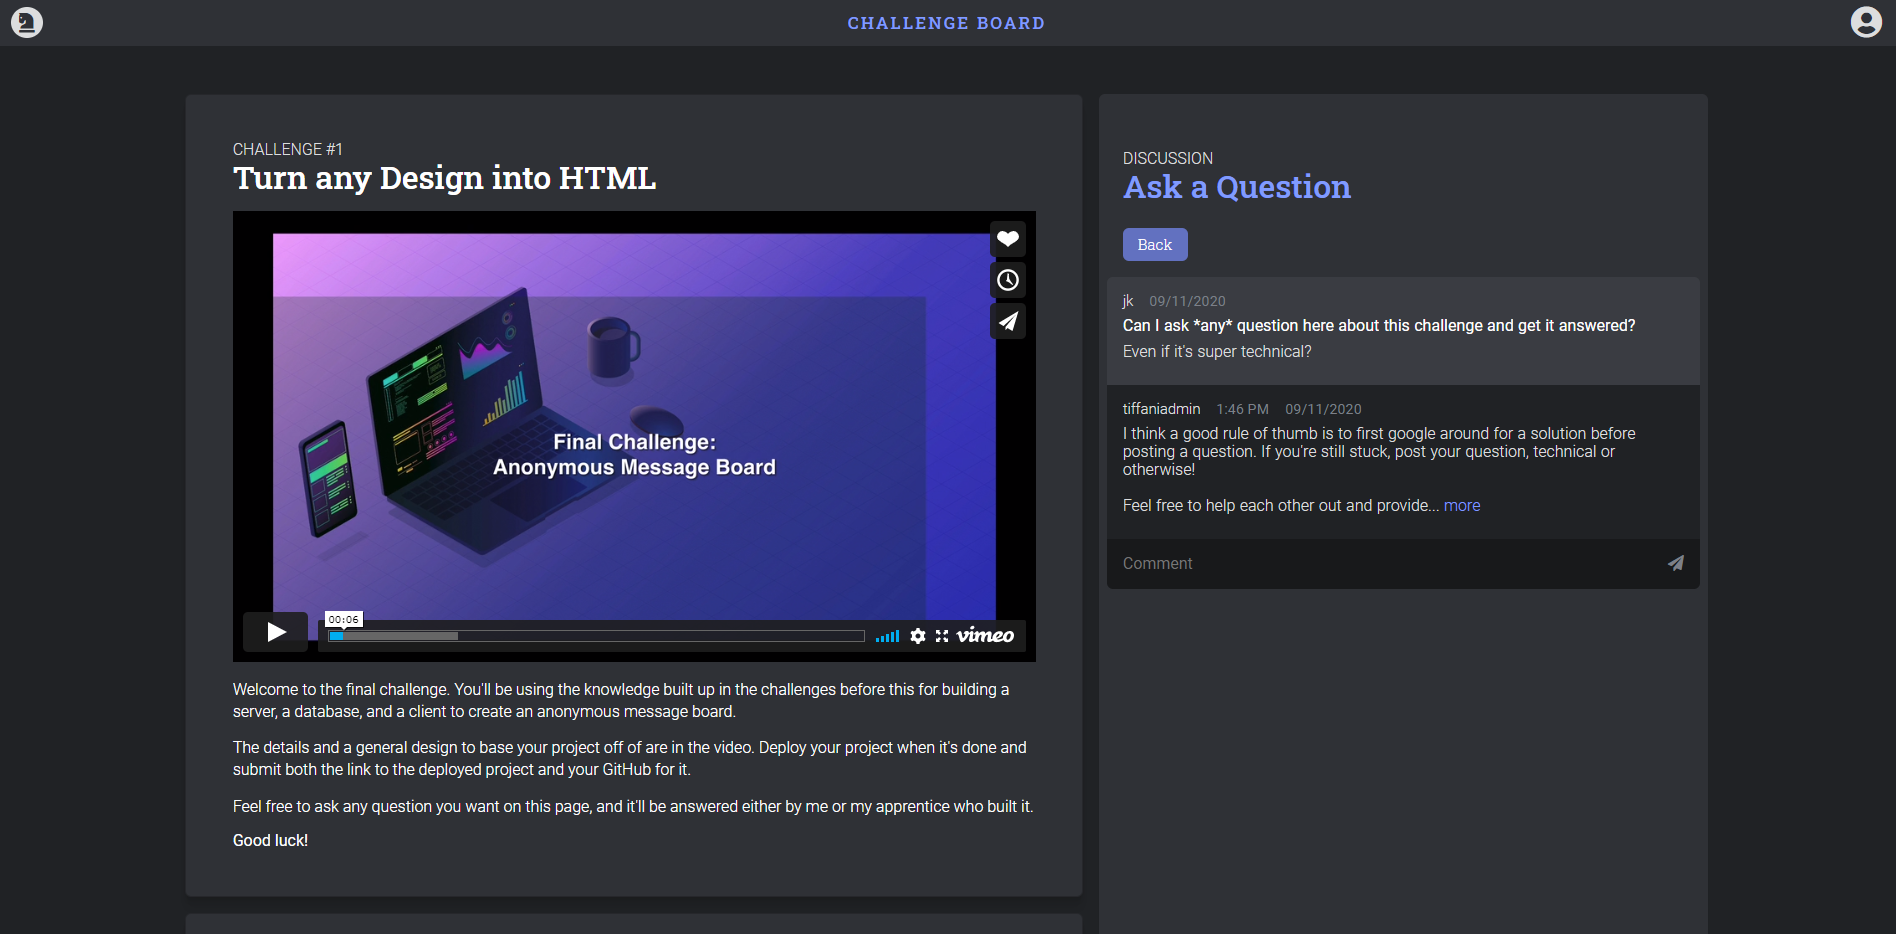 CHALLENGE BOARD
CHALLENGE #1
Turn any Design into HTML
Final Challenge:
Anonymous Message Board
00:06
vimeo
Welcome to the final challenge. You'll be using the knowledge built up in the challenges before this for building a
server, a database, and a client to create an anonymous message board.
The details and a general design to base your project off of are in the video. Deploy your project when it's done and
submit both the link to the deployed project and your GitHub for it.
Feel free to ask any question you want on this page, and it'll be answered either by me or my apprentice who built it.
Good luck!
DISCUSSION
Ask a Question
Back
jk 09/11/2020
Can I ask *any* question here about this challenge and get it answered?
Even if it's super technical?
tiffaniadmin 1:46 PM 09/11/2020
I think a good rule of thumb is to first google around for a solution before
posting a question. If you're still stuck, post your question, technical or
otherwise!
Feel free to help each other out and provide... more
Comment